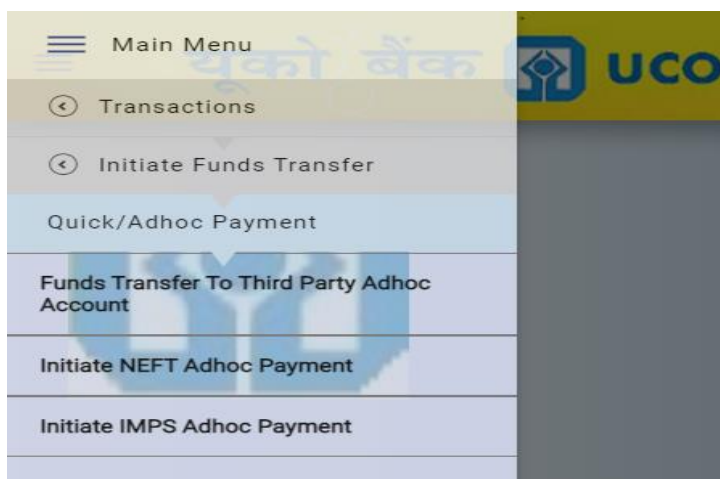 Main Menu
यूको बैंक UCO
Transactions
Initiate Funds Transfer
Quick/Adhoc Payment
Funds Transfer To Third Party Adhoc
Account
Initiate NEFT Adhoc Payment
Initiate IMPS Adhoc Payment